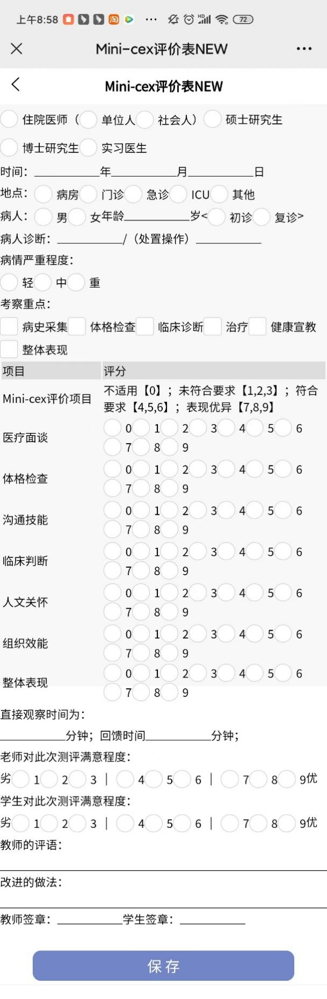 上午8:58 淘 ... HD 72
Mini-cex评价表NEW
Mini-cex评价表NEW
住院医师（ 单位人 社会人） 硕士研究生
博士研究生 实习医生
时间：__________年__________月__________日
地点： 病房 门诊 急诊 ICU 其他
病人： 男 女年龄__________岁< 初诊 复诊>
病人诊断：__________/（处置操作）__________
病情严重程度：
轻 中 重
考察重点：
病史采集 体格检查 临床诊断 治疗 健康宣教
整体表现
项目 评分
Mini-cex评价项目 不适用【0】；未符合要求【1,2,3】；符合
要求【4,5,6】；表现优异【7,8,9】
医疗面谈 0 1 2 3 4 5 6
7 8 9
体格检查 0 1 2 3 4 5 6
7 8 9
沟通技能 0 1 2 3 4 5 6
7 8 9
临床判断 0 1 2 3 4 5 6
7 8 9
人文关怀 0 1 2 3 4 5 6
7 8 9
组织效能 0 1 2 3 4 5 6
7 8 9
整体表现 0 1 2 3 4 5 6
7 8 9
直接观察时间为：
__________分钟；回馈时间__________分钟；
老师对此次测评满意程度：
劣 1 2 3 | 4 5 6 | 7 8 9优
学生对此次测评满意程度：
劣 1 2 3 | 4 5 6 | 7 8 9优
教师的评语：
改进的做法：
教师签章：__________学生签章：__________
保存